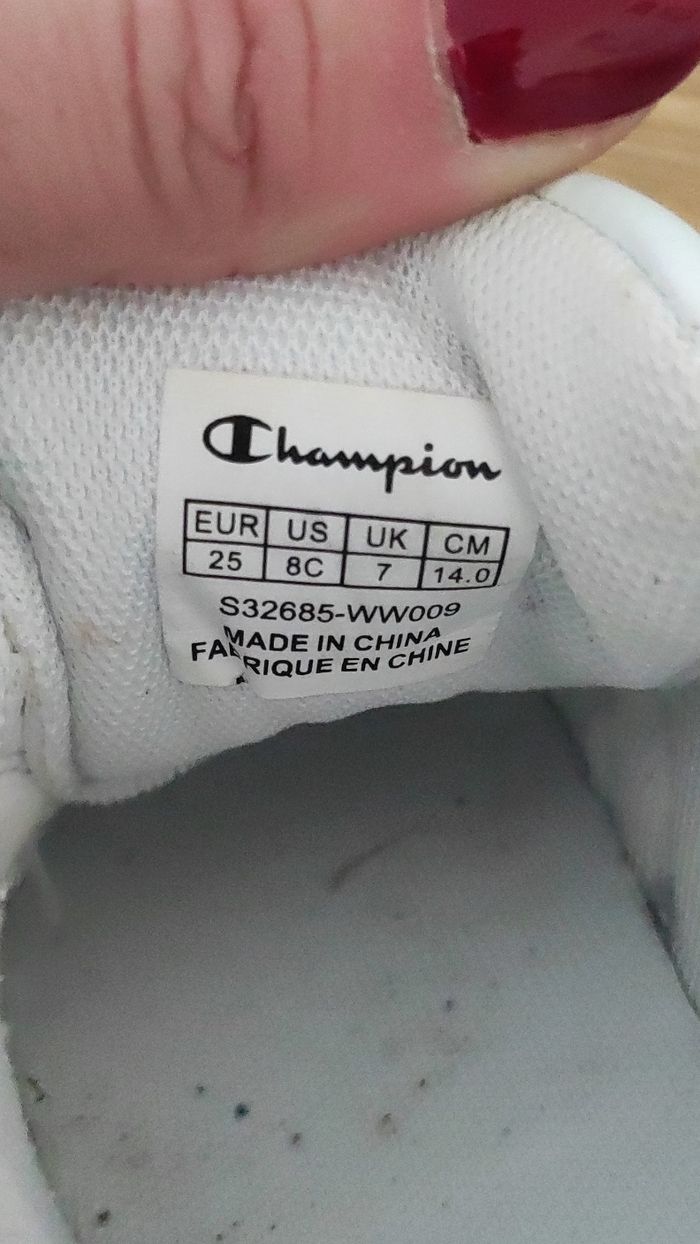 Champion
EUR US UK CM
25 8C 7 14.0
S32685-WW009
MADE IN CHINA
FABRIQUE EN CHINE